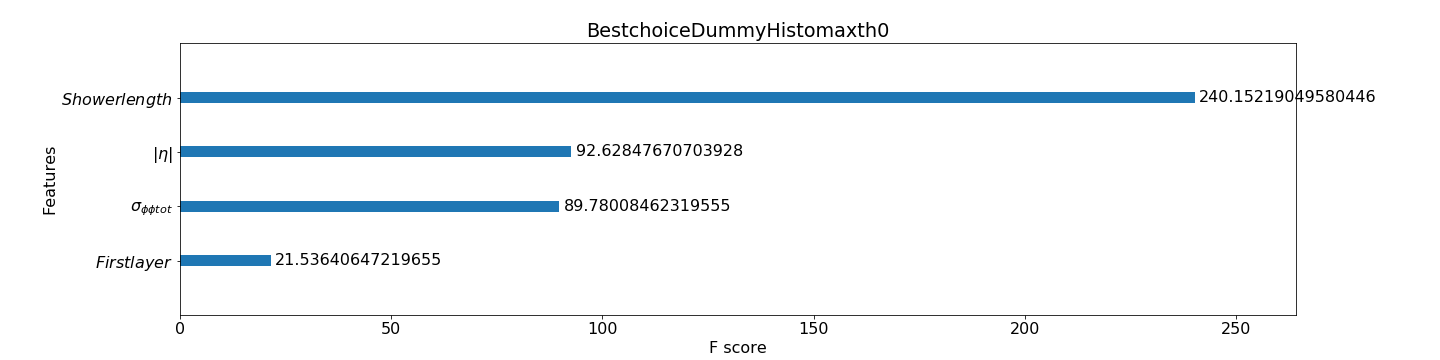 BestchoiceDummyHistomaxth0
Showerlength
240.15219049580446
|η|
92.62847670703928
σϕϕtot
89.78008462319555
Firstlayer
21.53640647219655
Features
0 50 100 150 200 250
F score